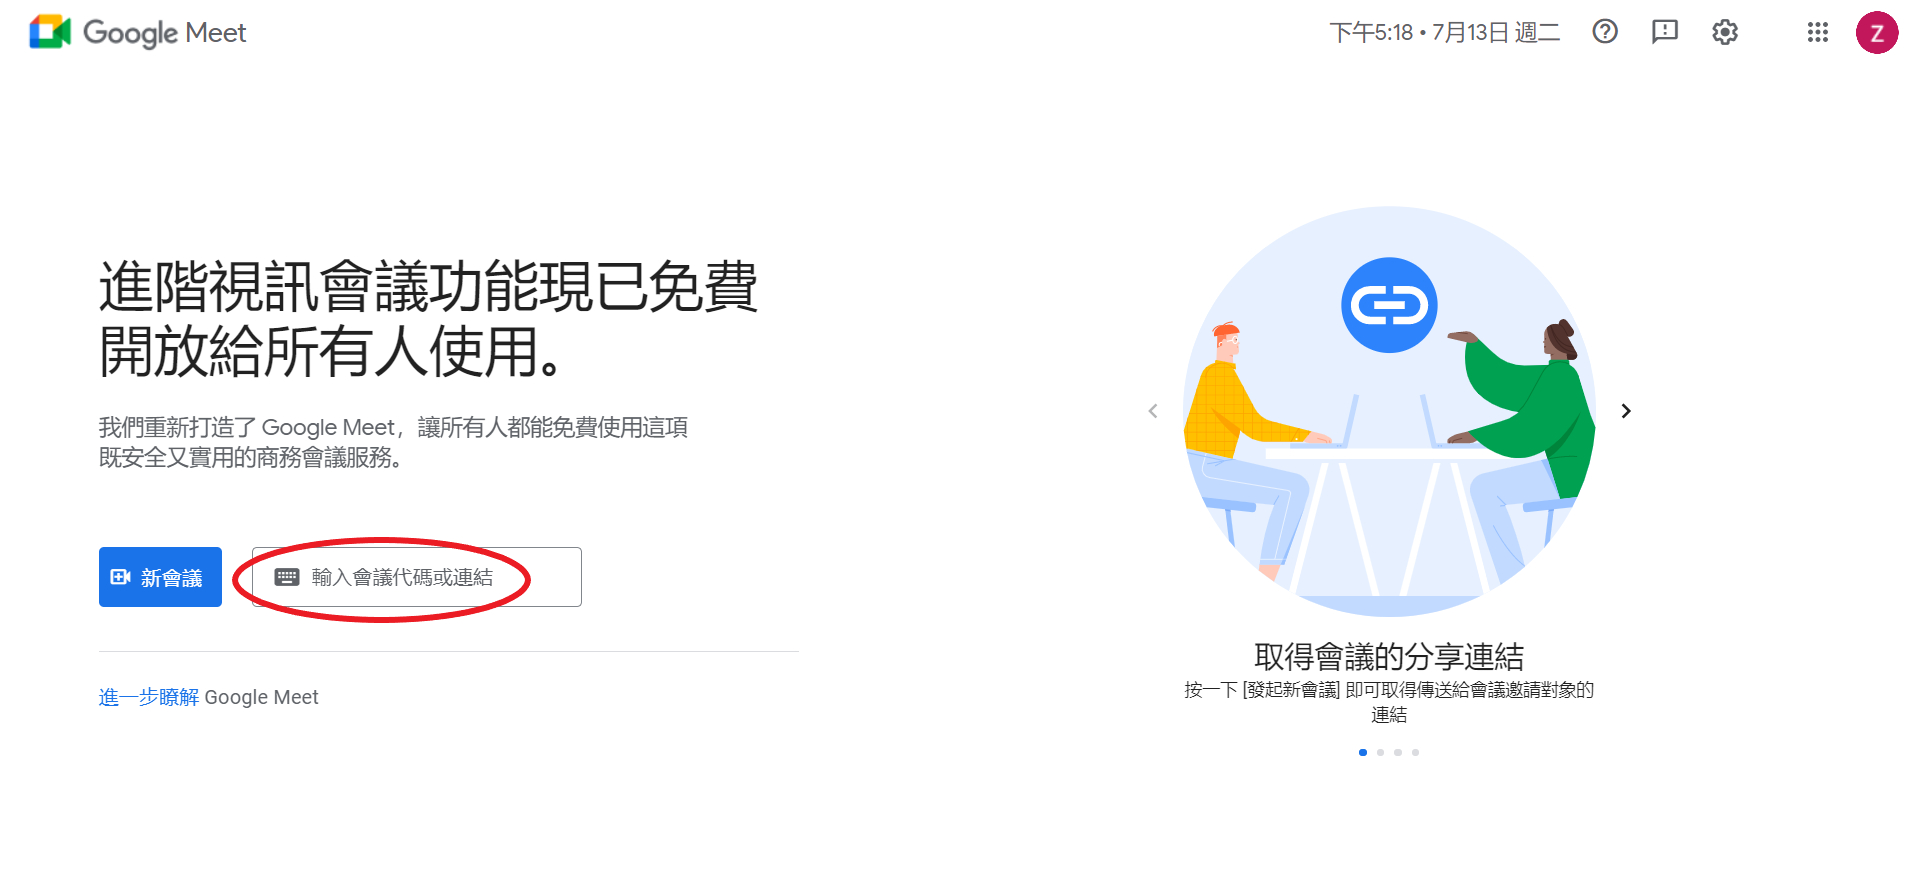 Google Meet
下午5:18 • 7月13日 週二
Z
進階視訊會議功能現已免費
開放給所有人使用。
我們重新打造了 Google Meet，讓所有人都能免費使用這項
既安全又實用的商務會議服務。
新會議
輸入會議代碼或連結
進一步瞭解 Google Meet
取得會議的分享連結
按一下 [發起新會議] 即可取得傳送給會議邀請對象的
連結